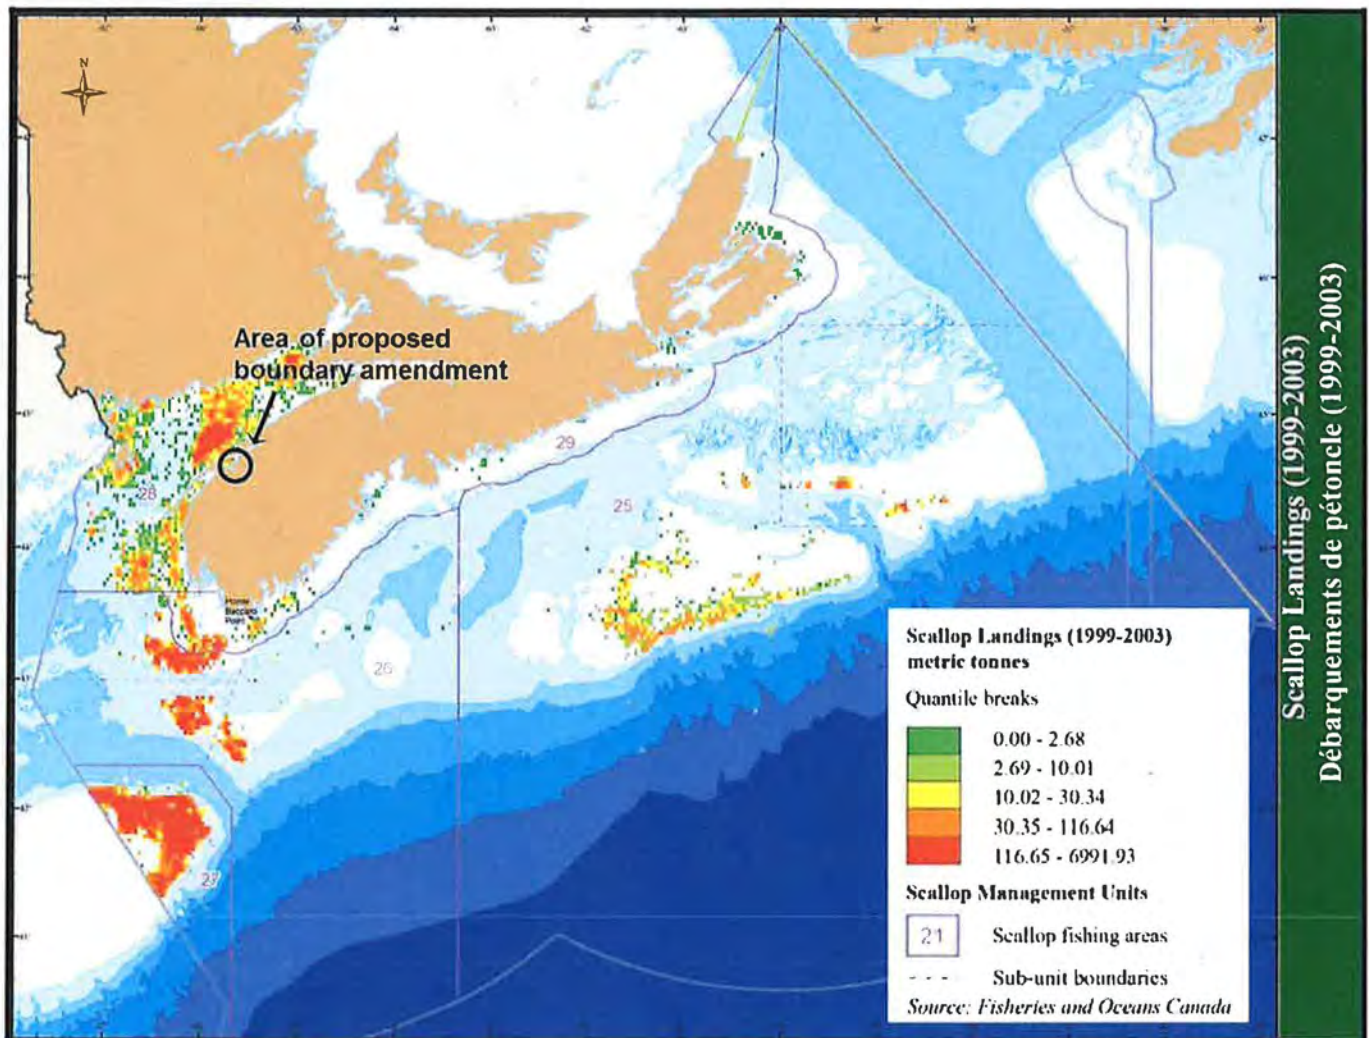 N
Area of proposed
boundary amendment
28
29
25
26
27
Baccaro
Point
Scallop Landings (1999-2003)
metric tonnes
Quantile breaks
0.00 - 2.68
2.69 - 10.01
10.02 - 30.34
30.35 - 116.64
116.65 - 6991.93
Scallop Management Units
21 Scallop fishing areas
Sub-unit boundaries
Source: Fisheries and Oceans Canada
Scallop Landings (1999-2003)
Débarquements de pétoncle (1999-2003)